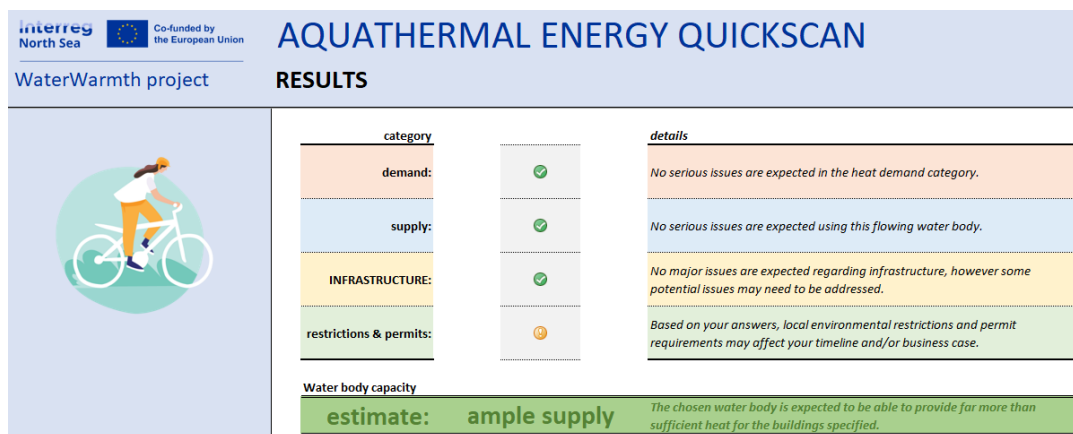 Interreg
North Sea
Co-funded by
the European Union
AQUATHERMAL ENERGY QUICKSCAN
WaterWarmth project
RESULTS
category
details
demand:
No serious issues are expected in the heat demand category.
supply:
No serious issues are expected using this flowing water body.
INFRASTRUCTURE:
No major issues are expected regarding infrastructure, however some
potential issues may need to be addressed.
restrictions & permits:
Based on your answers, local environmental restrictions and permit
requirements may affect your timeline and/or business case.
Water body capacity
estimate: ample supply
The chosen water body is expected to be able to provide far more than
sufficient heat for the buildings specified.